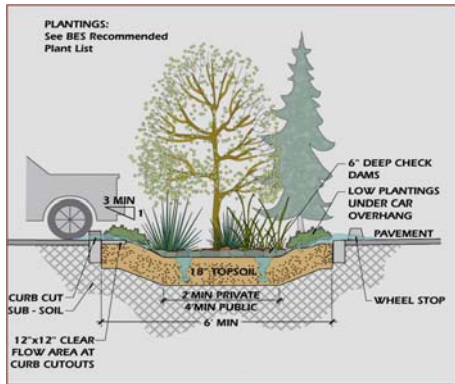 PLANTINGS:
See BES Recommended
Plant List
6" DEEP CHECK
DAMS
LOW PLANTINGS
UNDER CAR
OVERHANG
3 MIN
1
PAVEMENT
18" TOPSOIL
CURB CUT
SUB - SOIL
2' MIN PRIVATE
4' MIN PUBLIC
6' MIN
WHEEL STOP
12"x12" CLEAR
FLOW AREA AT
CURB CUTOUTS